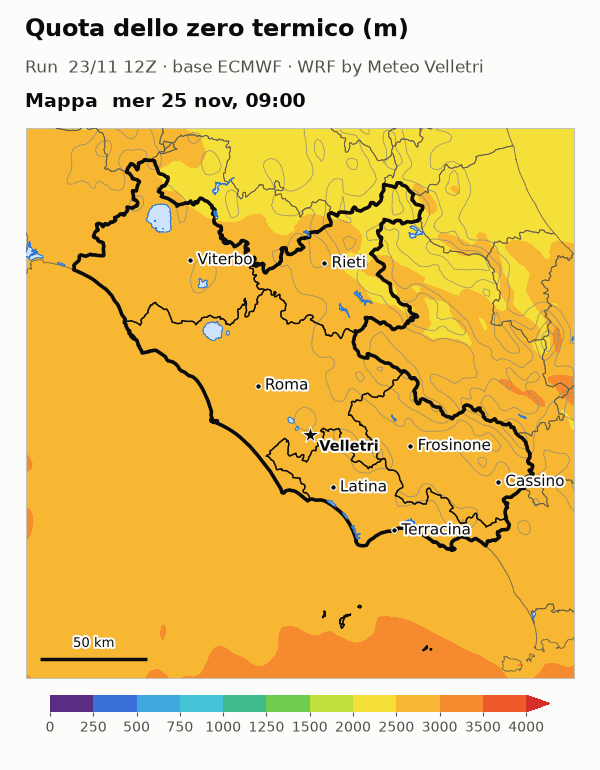 Quota dello zero termico (m)
Run  23/11 12Z · base ECMWF · WRF by Meteo Velletri
Mappa  mer 25 nov, 09:00
Viterbo
Rieti
Roma
Velletri
Frosinone
Cassino
Latina
Terracina
50 km
0 250 500 750 1000 1250 1500 2000 2500 3000 3500 4000